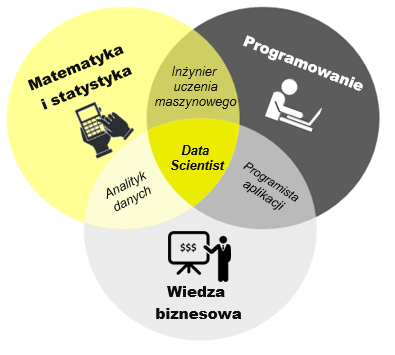 Matematyka
i statystyka
Programowanie
Inżynier
uczenia
maszynowego
Data
Scientist
Analityk
danych
Programista
aplikacji
$$$
Wiedza
biznesowa